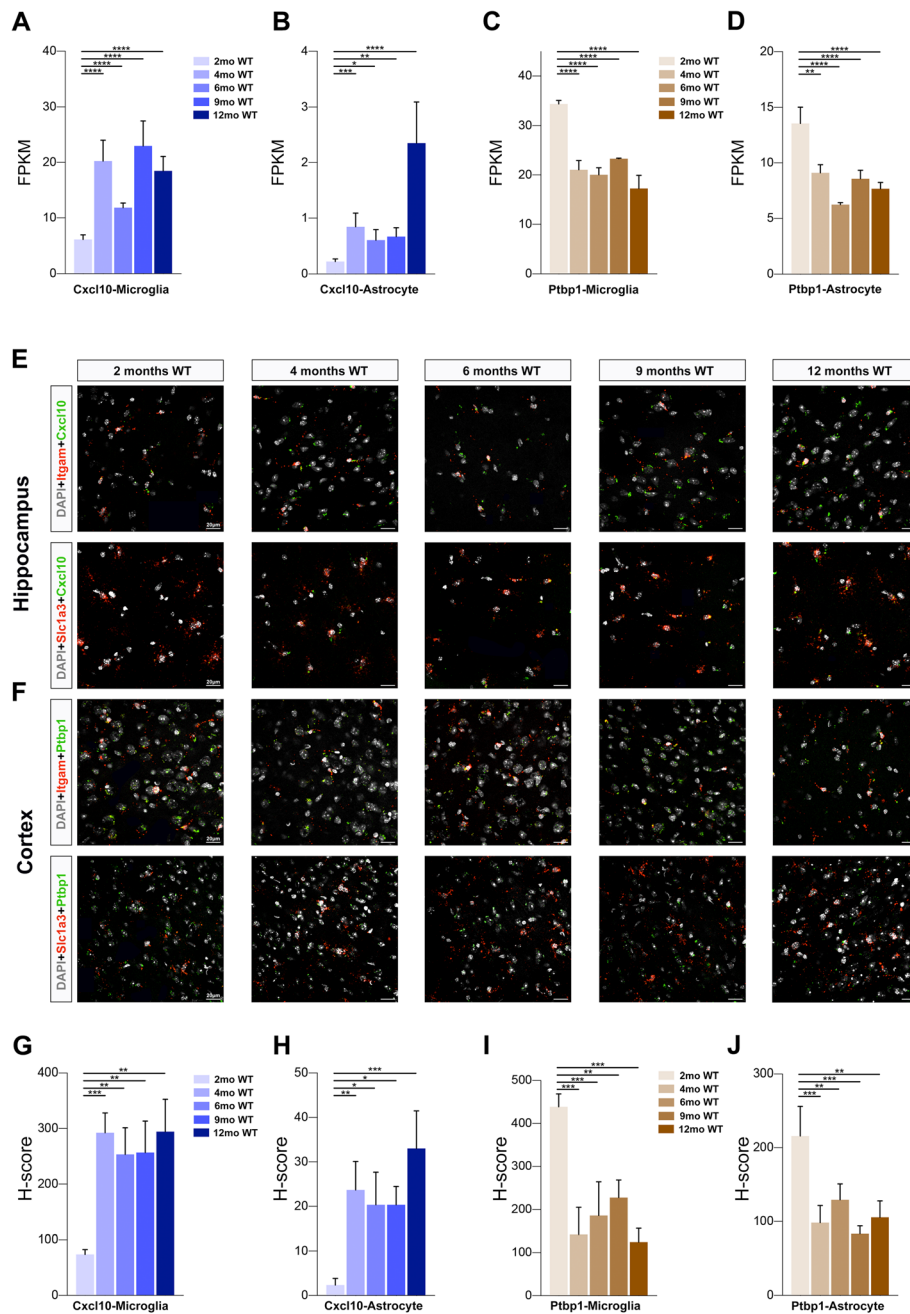 A
FPKM
40
30
20
10
0
****
****
****
****
Cxcl10-Microglia
2mo WT
4mo WT
6mo WT
9mo WT
12mo WT
B
FPKM
4
3
2
1
0
****
**
*
***
Cxcl10-Astrocyte
C
FPKM
50
40
30
20
10
0
****
****
****
****
Ptbp1-Microglia
2mo WT
4mo WT
6mo WT
9mo WT
12mo WT
D
FPKM
20
15
10
5
0
****
****
****
**
Ptbp1-Astrocyte
E
2 months WT
4 months WT
6 months WT
9 months WT
12 months WT
Hippocampus
DAPI+Itgam+Cxcl10
20μm
DAPI+Slc1a3+Cxcl10
20μm
F
Cortex
DAPI+Itgam+Ptbp1
20μm
DAPI+Slc1a3+Ptbp1
20μm
G
H-score
400
300
200
100
0
**
**
**
***
Cxcl10-Microglia
2mo WT
4mo WT
6mo WT
9mo WT
12mo WT
H
H-score
50
40
30
20
10
0
***
*
*
**
Cxcl10-Astrocyte
I
H-score
500
400
300
200
100
0
***
**
***
***
Ptbp1-Microglia
2mo WT
4mo WT
6mo WT
9mo WT
12mo WT
J
H-score
300
200
100
0
**
***
**
***
Ptbp1-Astrocyte